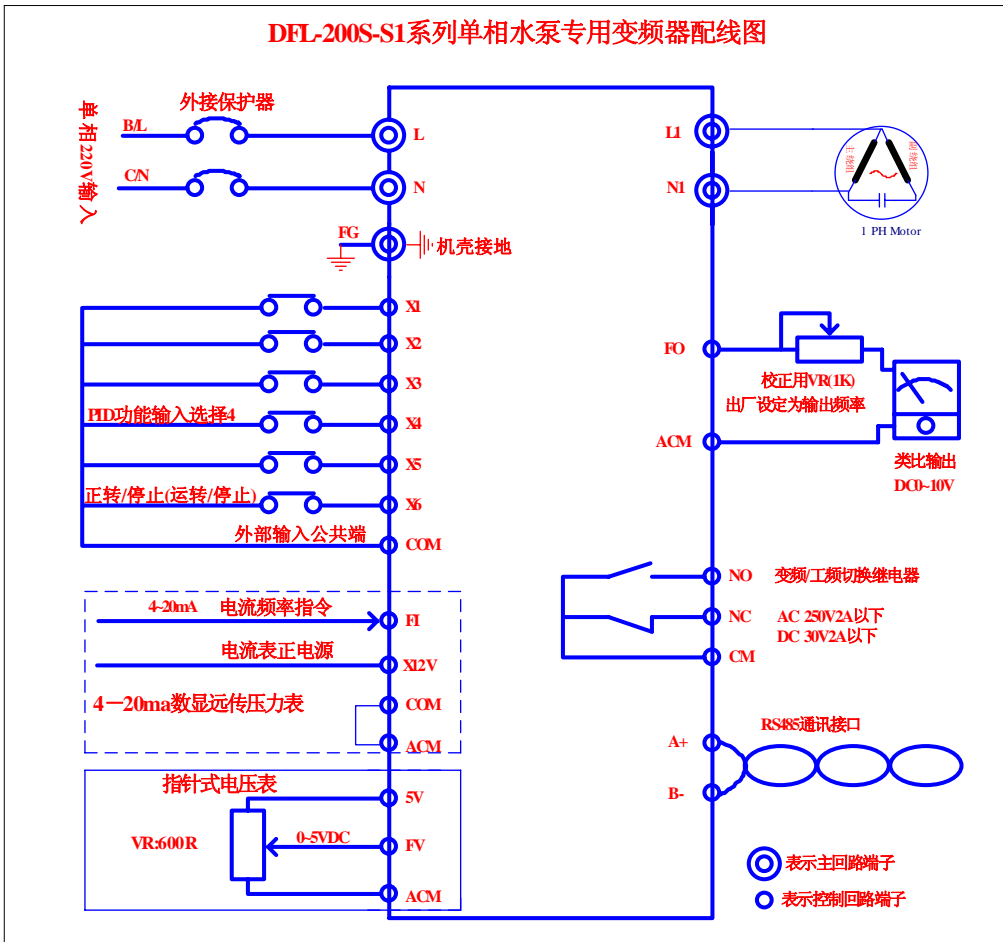 DFL-200S-S1系列单相水泵专用变频器配线图
单相220V输入
外接保护器
B/L
L
C/N
N
FG
机壳接地
X1
X2
X3
PID功能输入选择4
X4
X5
正转/停止(运转/停止)
X6
外部输入公共端
COM
4~20mA
电流频率指令
FI
电流表正电源
X12V
4－20ma数显远传压力表
COM
ACM
指针式电压表
5V
VR:600R
0~5VDC
FV
ACM
L1
N1
主绕组
副绕组
1 PH Motor
FO
校正用VR(1K)
出厂设定为输出频率
ACM
类比输出
DC0~10V
NO
变频/工频切换继电器
NC
AC 250V2A以下
DC 30V2A以下
CM
RS485通讯接口
A+
B-
表示主回路端子
表示控制回路端子